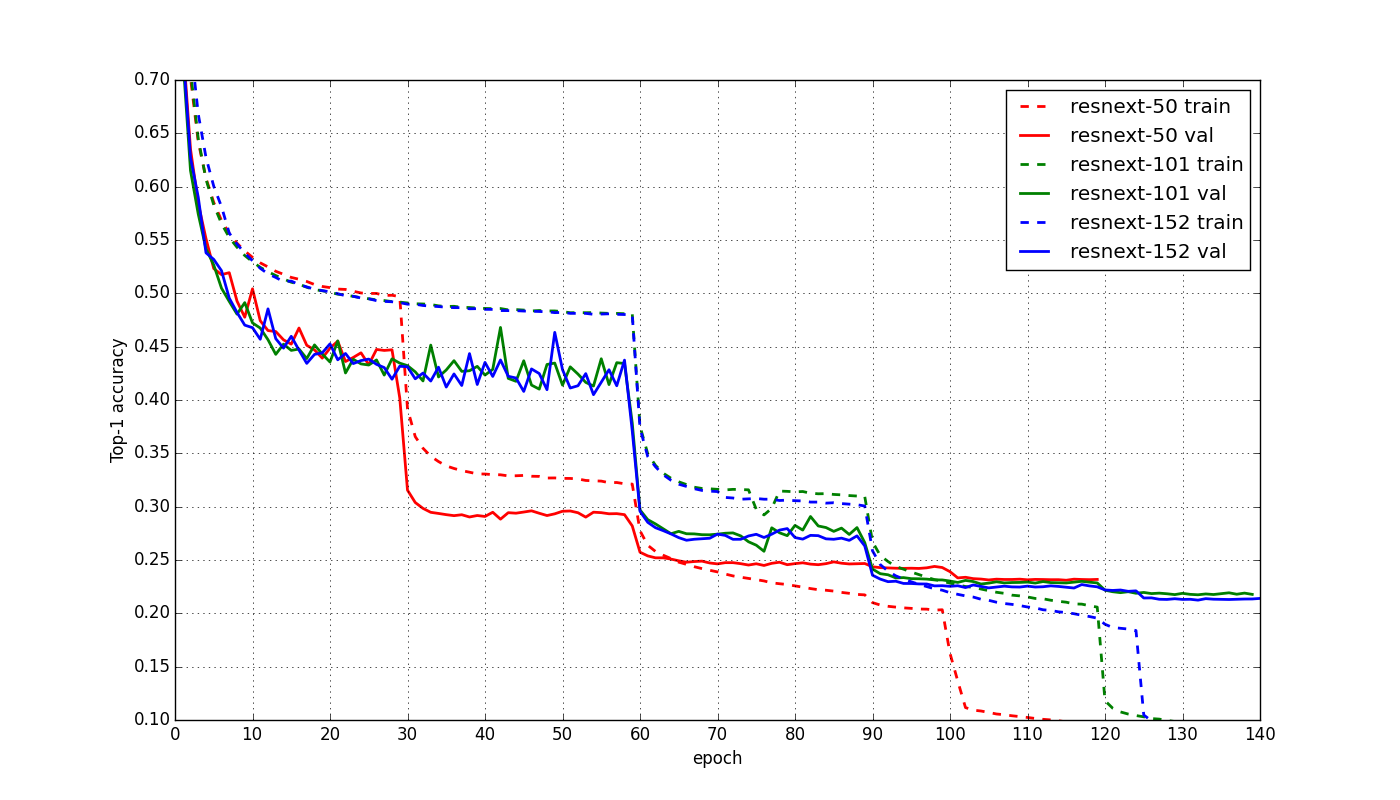 0.70
0.65
0.60
0.55
0.50
0.45
0.40
0.35
0.30
0.25
0.20
0.15
0.10
Top-1 accuracy
resnext-50 train
resnext-50 val
resnext-101 train
resnext-101 val
resnext-152 train
resnext-152 val
0 10 20 30 40 50 60 70 80 90 100 110 120 130 140
epoch